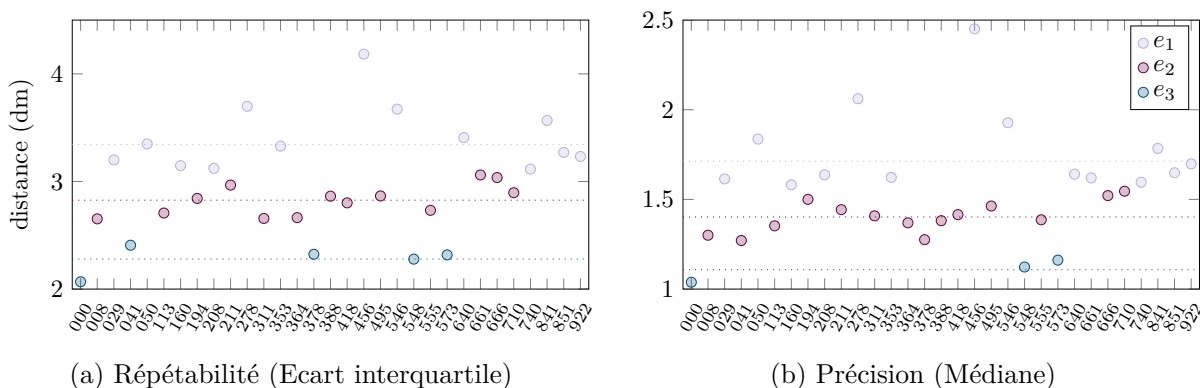 4
3
2
distance (dm)
000 008 029 041 050 113 160 194 208 211 278 311 353 364 378 388 418 456 495 546 548 555 573 640 661 666 710 740 841 851 922
(a) Répétabilité (Ecart interquartile)
2.5
2
1.5
1
e1
e2
e3
000 008 029 041 050 113 160 194 208 211 278 311 353 364 378 388 418 456 495 546 548 555 573 640 661 666 710 740 841 851 922
(b) Précision (Médiane)